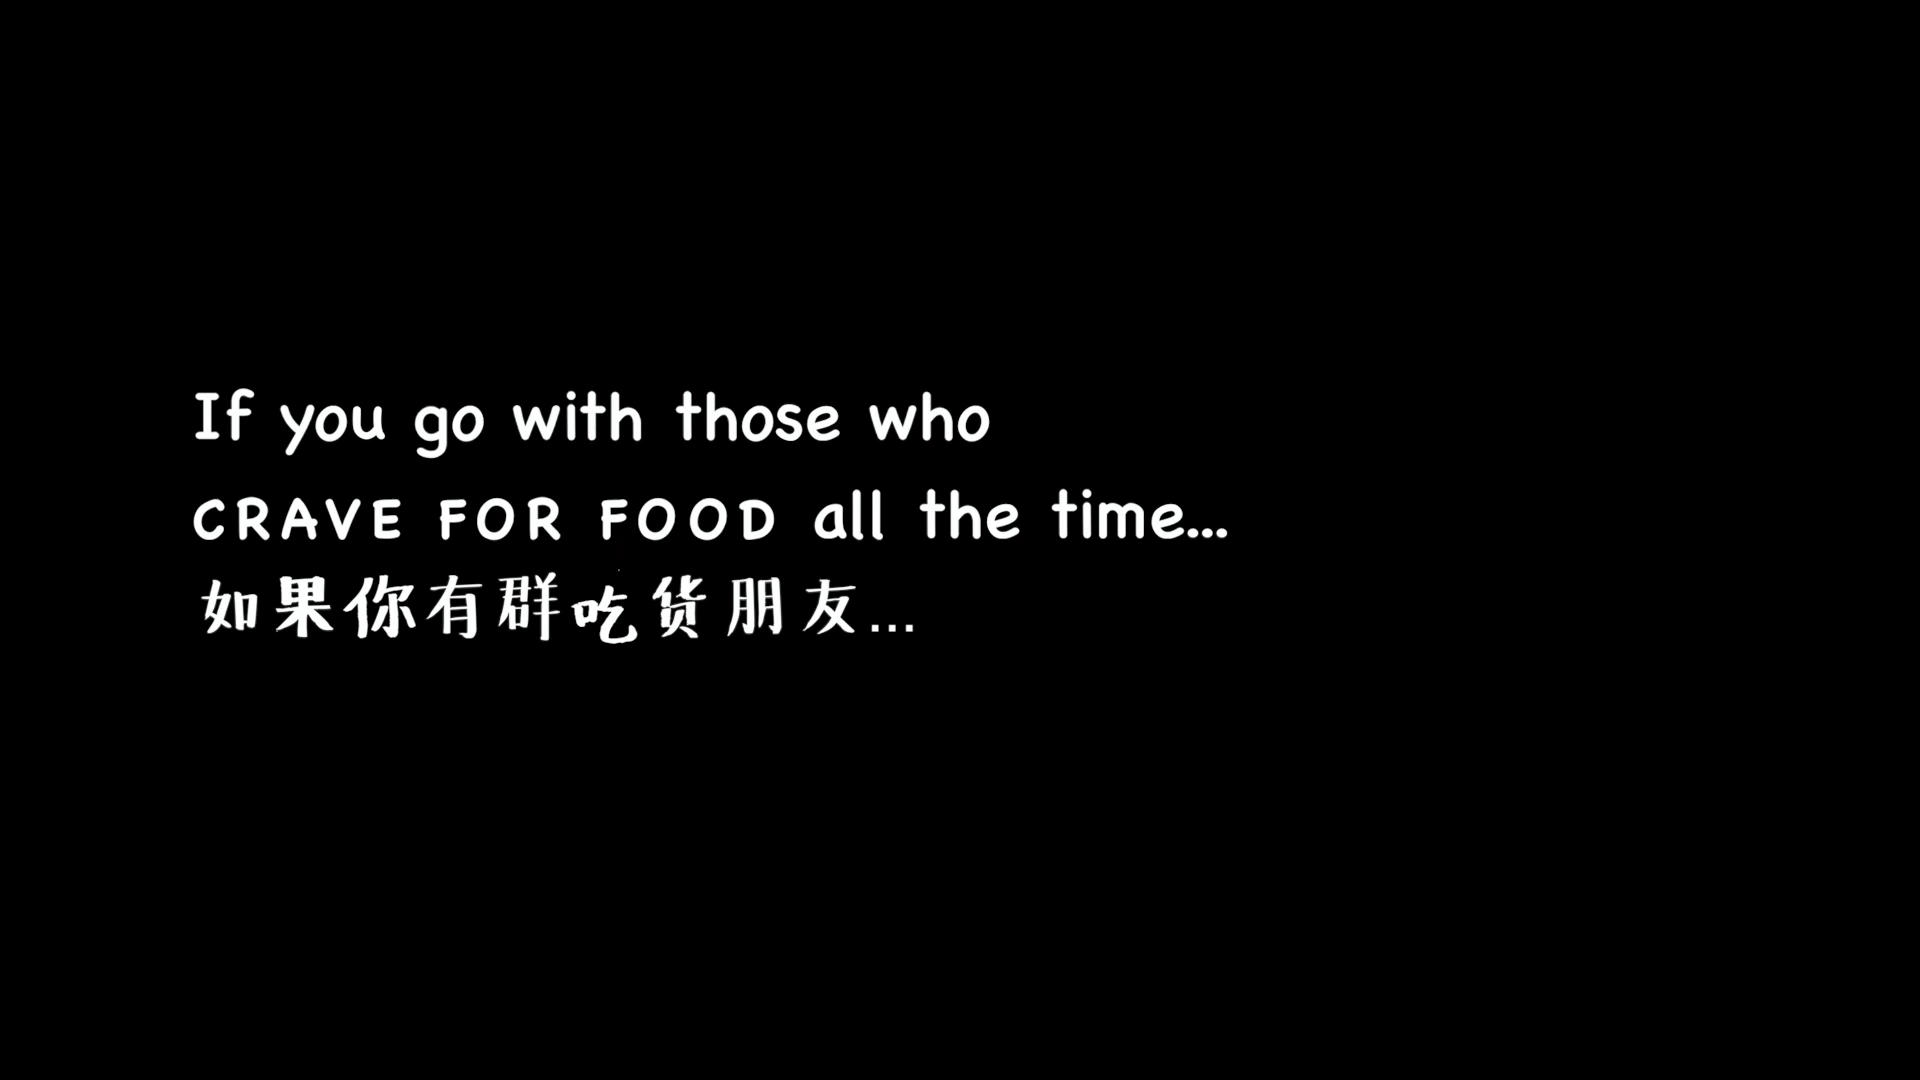 If you go with those who
CRAVE FOR FOOD all the time...
如果你有群吃货朋友...